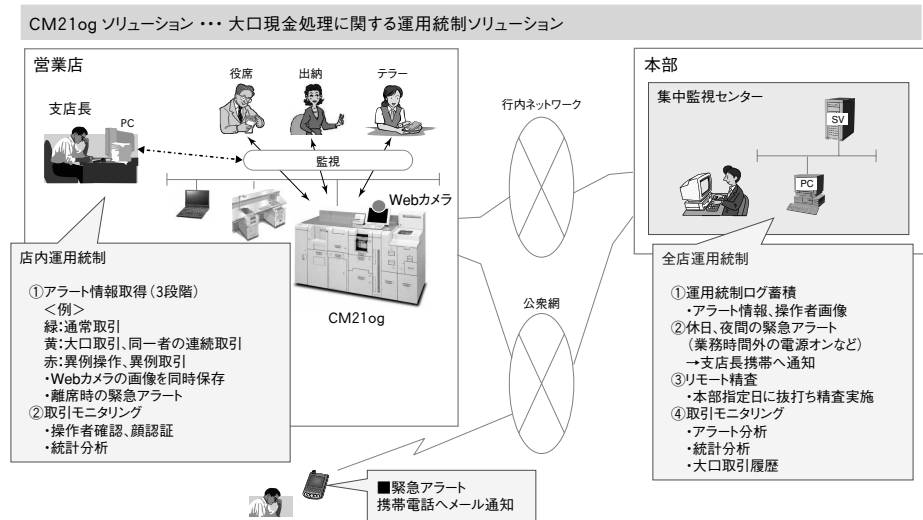 CM21og ソリューション ・・・ 大口現金処理に関する運用統制ソリューション
営業店
役席
出納
テラー
支店長
PC
監視
Webカメラ
CM21og
店内運用統制
①アラート情報取得(3段階)
<例>
緑:通常取引
黄:大口取引、同一者の連続取引
赤:異例操作、異例取引
・Webカメラの画像を同時保存
・離席時の緊急アラート
②取引モニタリング
・操作者確認、顔認証
・統計分析
行内ネットワーク
公衆網
■緊急アラート
携帯電話へメール通知
本部
集中監視センター
SV
PC
全店運用統制
①運用統制ログ蓄積
・アラート情報、操作者画像
②休日、夜間の緊急アラート
(業務時間外の電源オンなど)
→支店長携帯へ通知
③リモート精査
・本部指定日に抜打ち精査実施
④取引モニタリング
・アラート分析
・統計分析
・大口取引履歴